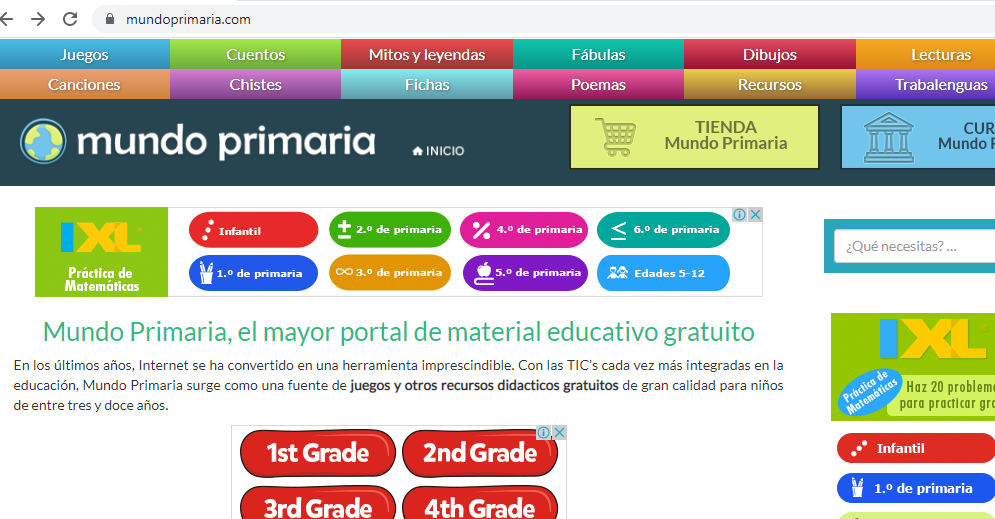 mundoprimaria.com
Juegos Cuentos Mitos y leyendas Fábulas Dibujos Lecturas
Canciones Chistes Fichas Poemas Recursos Trabalenguas
mundo primaria
INICIO
TIENDA
Mundo Primaria
CUR
Mundo P
IXL
Práctica de
Matemáticas
Infantil 2.º de primaria 4.º de primaria 6.º de primaria
1.º de primaria 3.º de primaria 5.º de primaria Edades 5-12
¿Qué necesitas? ...
Mundo Primaria, el mayor portal de material educativo gratuito
En los últimos años, Internet se ha convertido en una herramienta imprescindible. Con las TIC's cada vez más integradas en la
educación, Mundo Primaria surge como una fuente de juegos y otros recursos didacticos gratuitos de gran calidad para niños
de entre tres y doce años.
1st Grade 2nd Grade
3rd Grade 4th Grade
IXL
Práctica de
Matemáticas
Haz 20 probleme
para practicar gra
Infantil
1.º de primaria